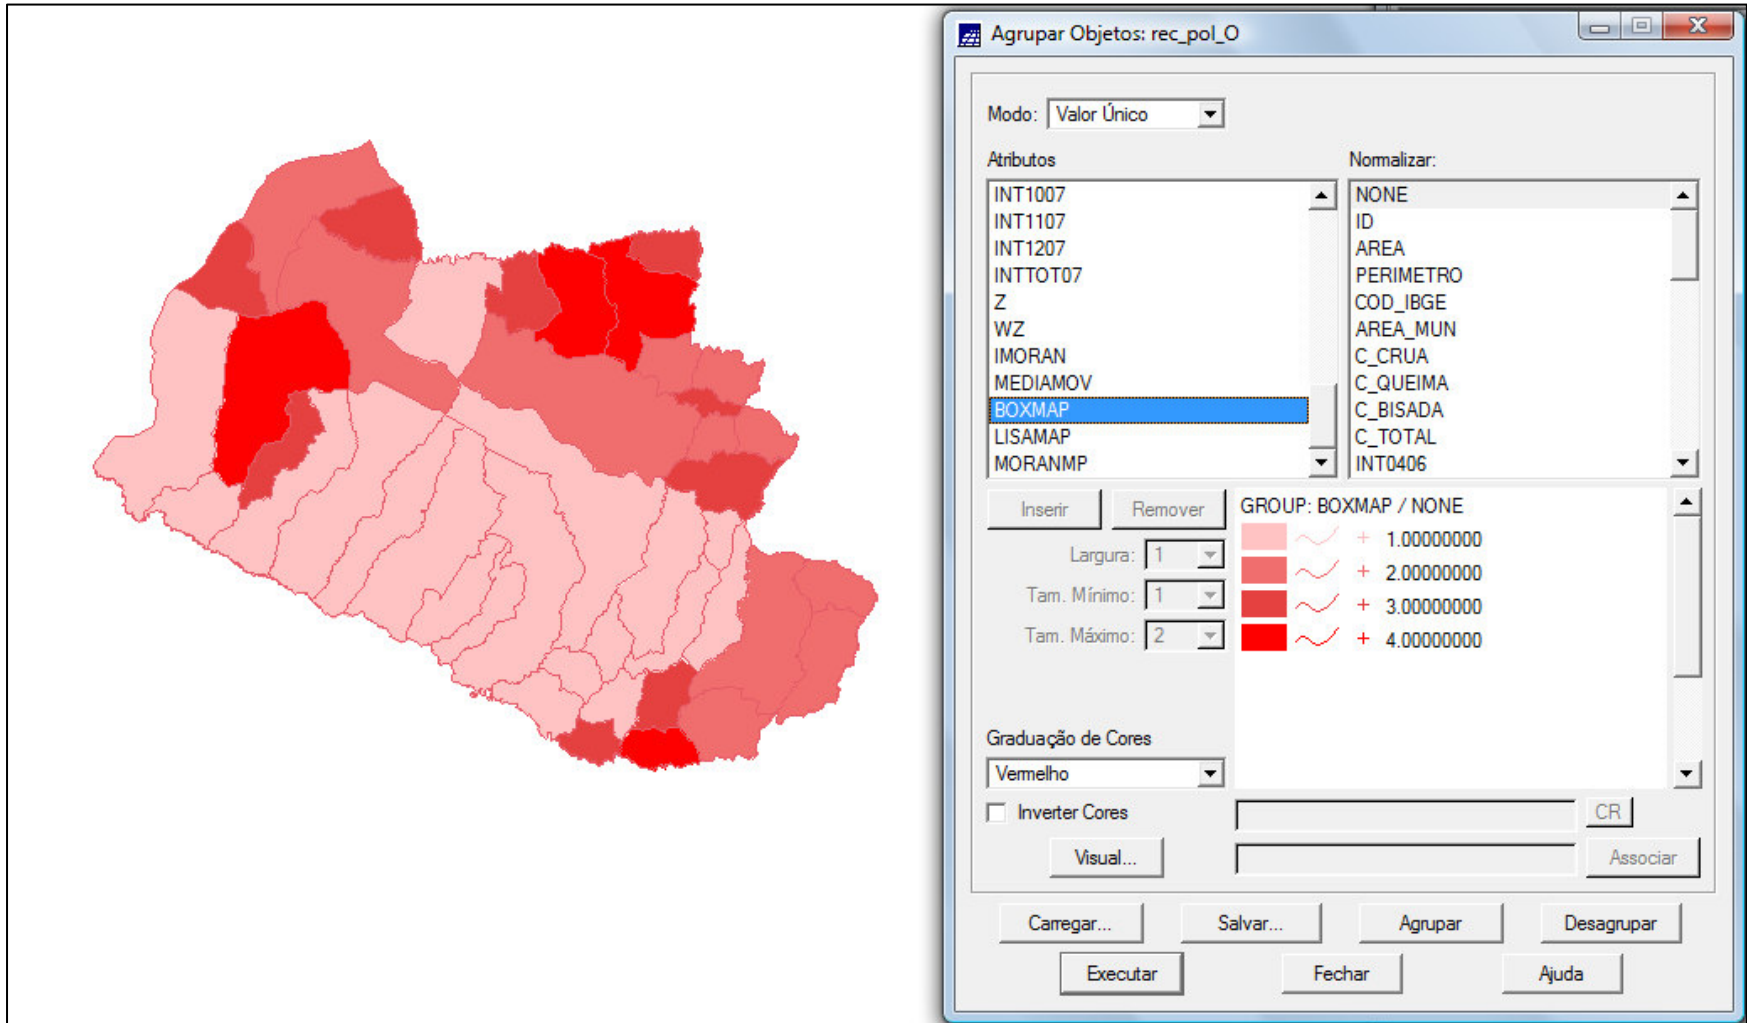 Agrupar Objetos: rec_pol_O
Modo: Valor Único
Atributos
Normalizar:
INT1007
INT1107
INT1207
INTTOT07
Z
WZ
IMORAN
MEDIAMOV
BOXMAP
LISAMAP
MORANMP
NONE
ID
AREA
PERIMETRO
COD_IBGE
AREA_MUN
C_CRUA
C_QUEIMA
C_BISADA
C_TOTAL
INT0406
Inserir
Remover
Largura: 1
Tam. Mínimo: 1
Tam. Máximo: 2
GROUP: BOXMAP / NONE
1.00000000
2.00000000
3.00000000
4.00000000
Graduação de Cores
Vermelho
Inverter Cores
CR
Visual...
Associar
Carregar...
Salvar...
Agrupar
Desagrupar
Executar
Fechar
Ajuda